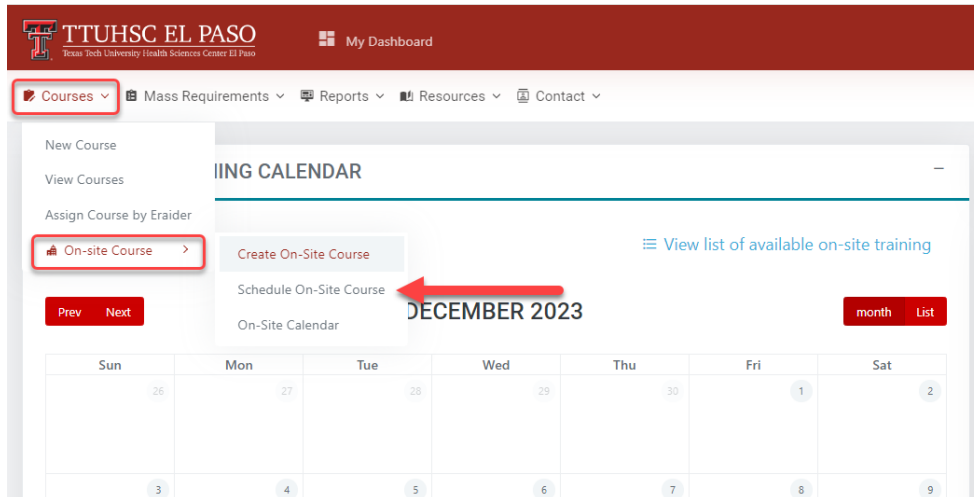 TTUHSC EL PASO
Texas Tech University Health Sciences Center El Paso
My Dashboard
Courses Mass Requirements Reports Resources Contact
New Course
View Courses
Assign Course by Eraider
On-site Course
Create On-Site Course
Schedule On-Site Course
On-Site Calendar
ING CALENDAR
View list of available on-site training
Prev Next
DECEMBER 2023
month List
Sun Mon Tue Wed Thu Fri Sat
26 27 28 29 30 1 2
3 4 5 6 7 8 9